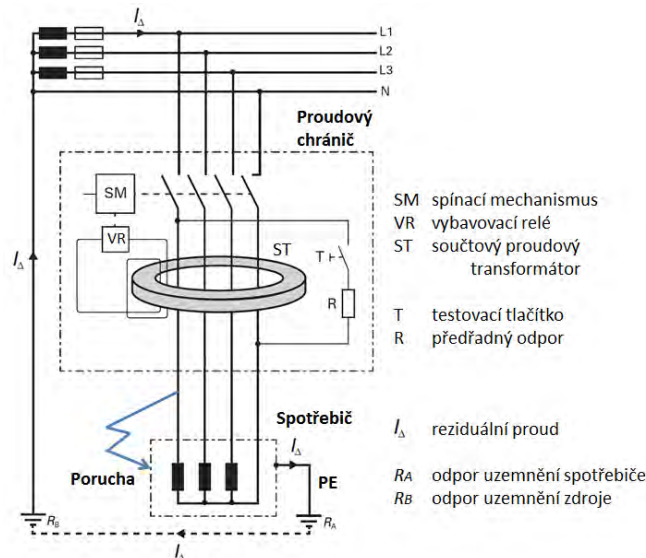 I∆
L1
L2
L3
N
Proudový
chránič
SM
VR
ST
T
R
I∆
SM spínací mechanismus
VR vybavovací relé
ST součtový proudový
transformátor
T testovací tlačítko
R předřadný odpor
Spotřebič
I∆
Porucha
PE
I∆ reziduální proud
RA odpor uzemnění spotřebiče
RB odpor uzemnění zdroje
RB
RA
I∆